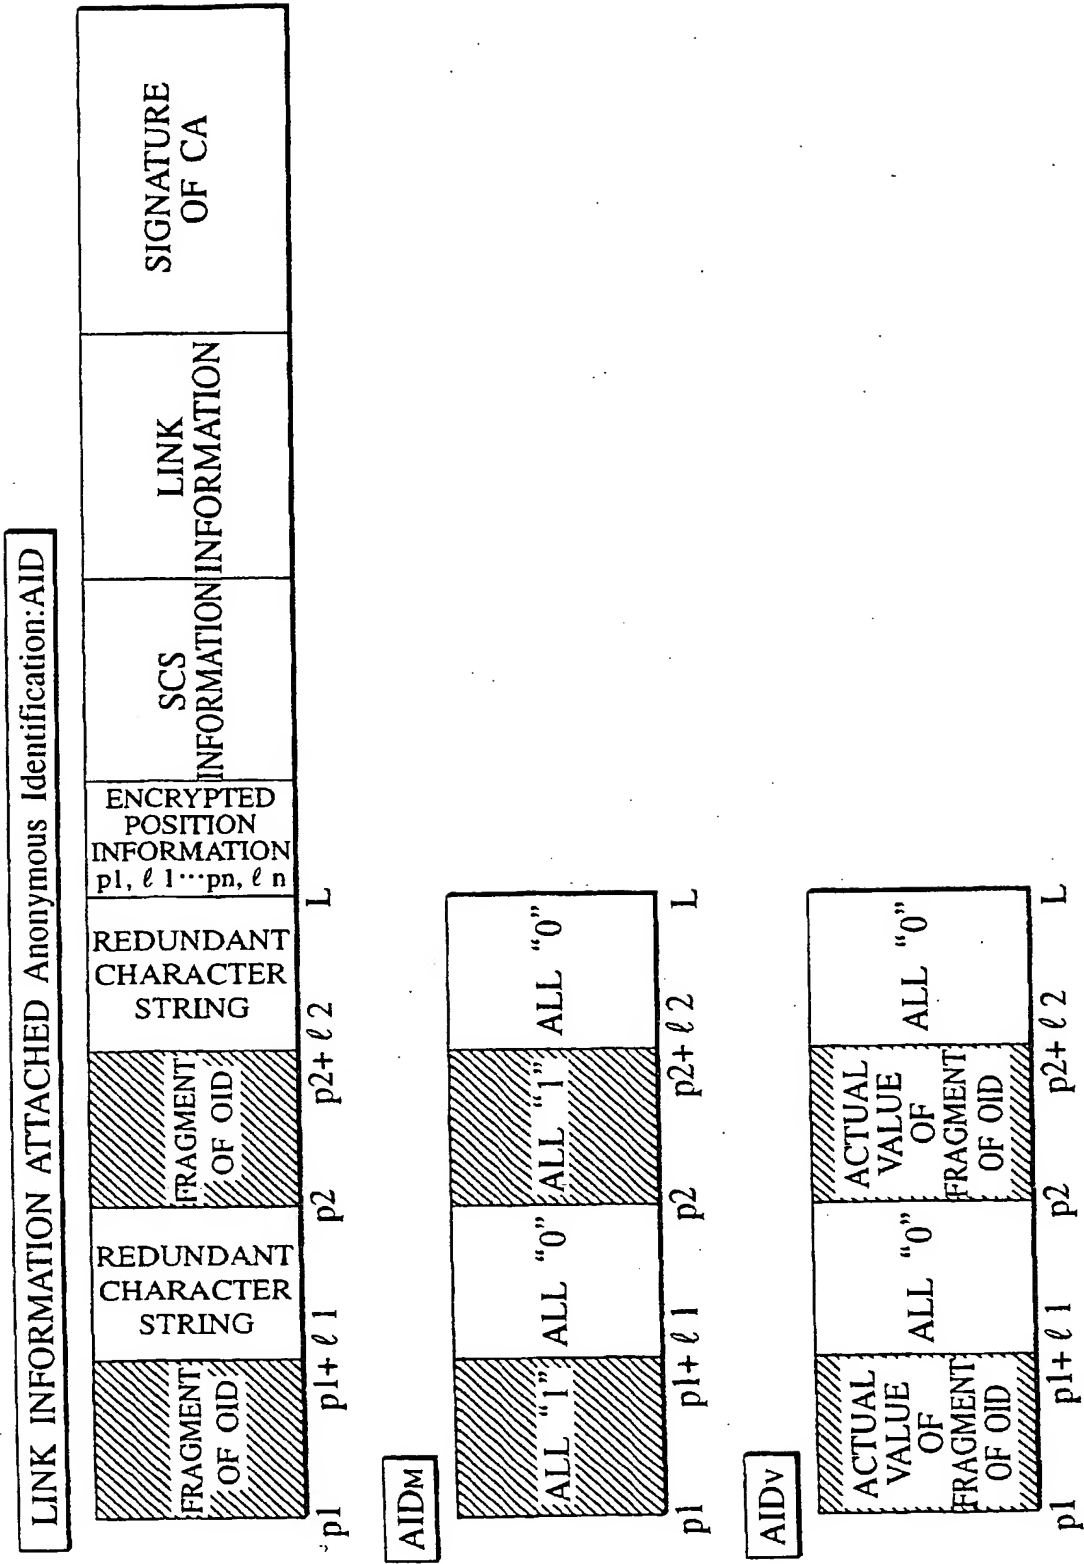 LINK INFORMATION ATTACHED Anonymous Identification:AID
FRAGMENT
OF OID
REDUNDANT
CHARACTER
STRING
FRAGMENT
OF OID
REDUNDANT
CHARACTER
STRING
ENCRYPTED
POSITION
INFORMATION
p1, ℓ 1···pn, ℓ n
SCS
INFORMATION
LINK
INFORMATION
SIGNATURE
OF CA
p1
p1+ ℓ 1
p2
p2+ ℓ 2
L
AIDM
ALL “1”
ALL “0”
ALL “1”
ALL “0”
p1
p1+ ℓ 1
p2
p2+ ℓ 2
L
AIDV
ACTUAL
VALUE
OF
FRAGMENT
OF OID
ALL “0”
ACTUAL
VALUE
OF
FRAGMENT
OF OID
ALL “0”
p1
p1+ ℓ 1
p2
p2+ ℓ 2
L